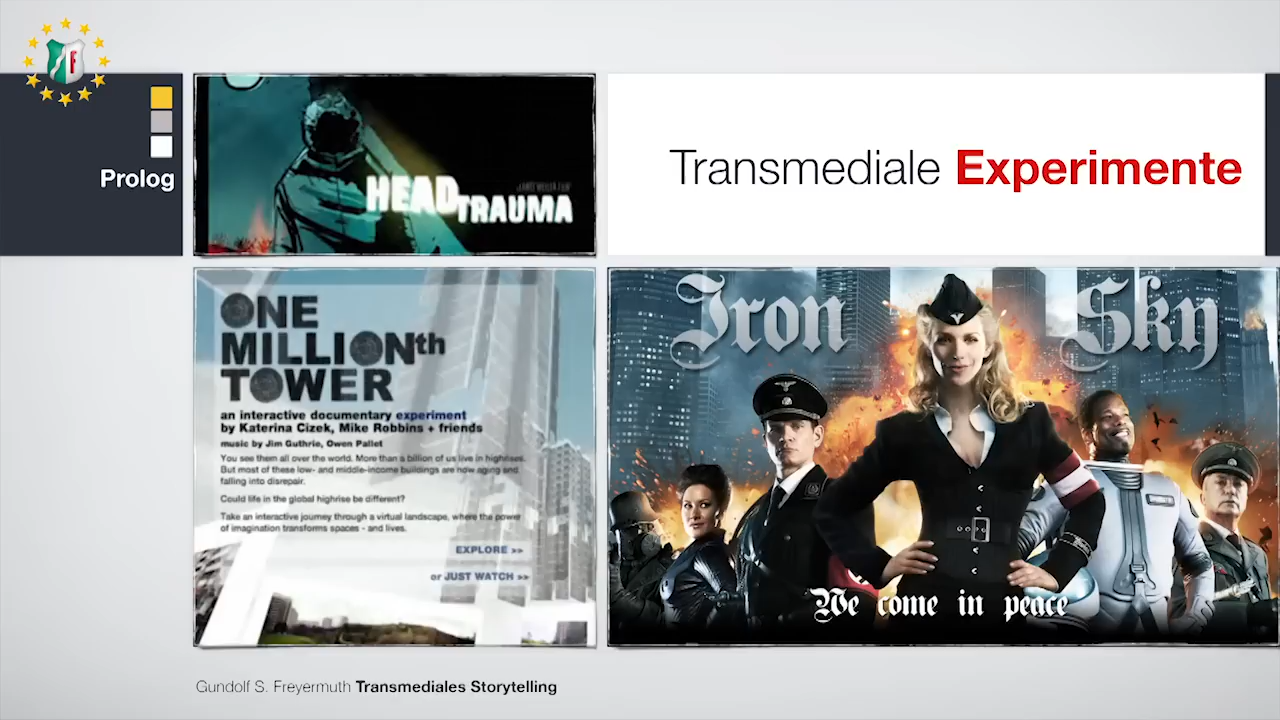 Prolog
HEAD TRAUMA
Transmediale Experimente
ONE
MILLIONth
TOWER
an interactive documentary experiment
by Katerina Cizek, Mike Robbins + friends
music by Jim Guthrie, Owen Pallet
You see them all over the world. More than a billion of us live in highrises.
But most of these low- and middle-income buildings are now aging and
falling into disrepair.
Could life in the global highrise be different?
Take an interactive journey through a virtual landscape, where the power
of imagination transforms spaces - and lives.
EXPLORE >>
or JUST WATCH >>
Iron Sky
We come in peace
Gundolf S. Freyermuth Transmediales Storytelling